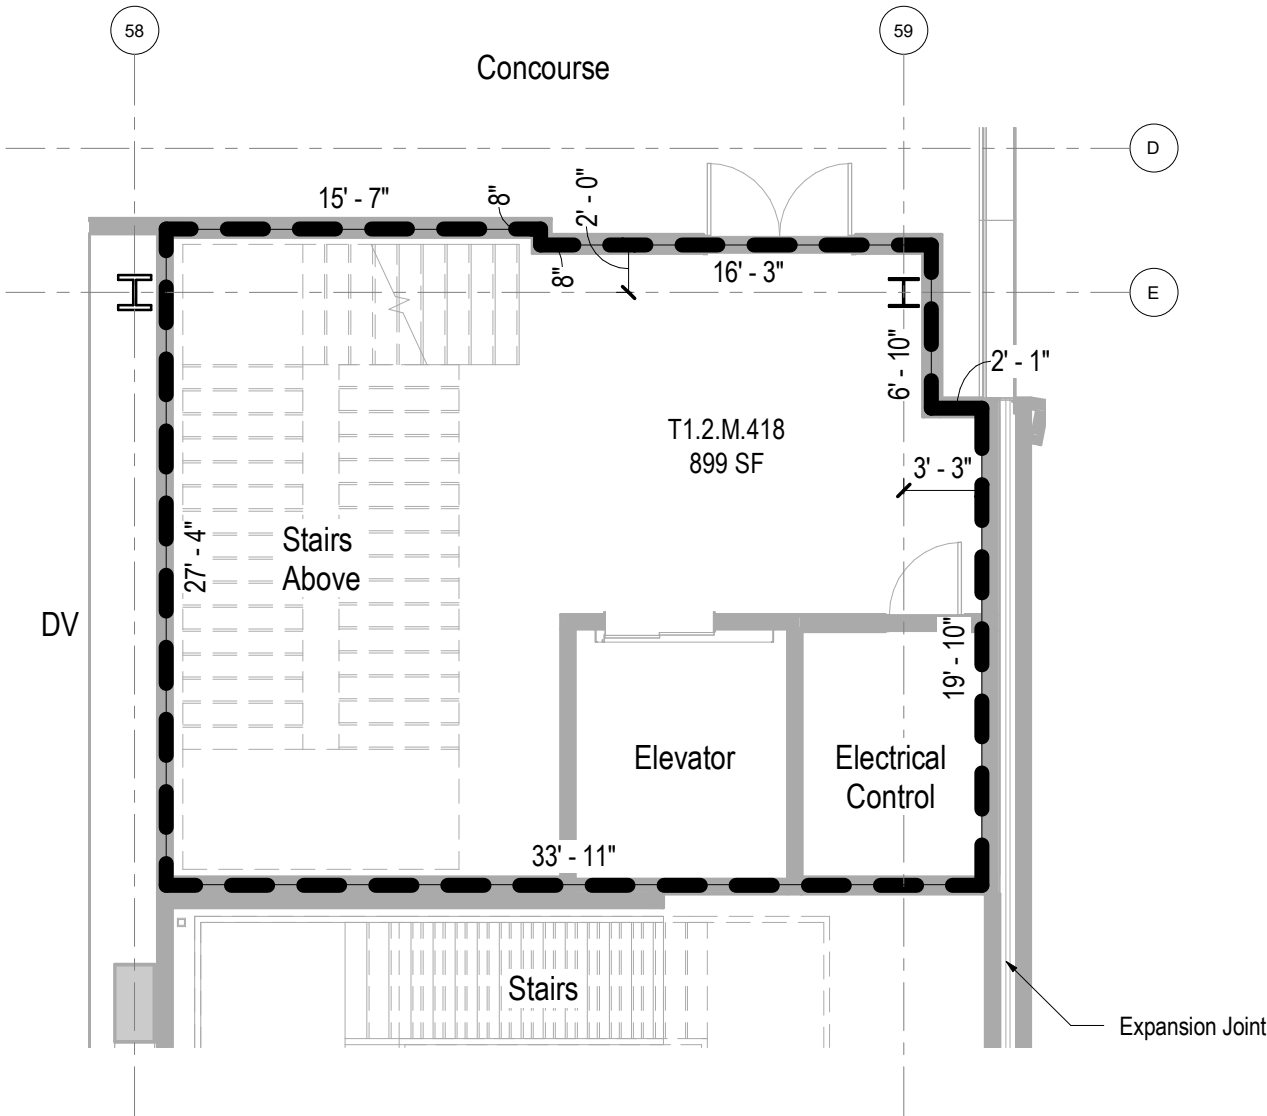 58
59
Concourse
D
15' - 7"
8"
2' - 0"
8"
16' - 3"
E
6' - 10"
2' - 1"
T1.2.M.418
899 SF
3' - 3"
Stairs
Above
27' - 4"
DV
19' - 10"
Elevator
Electrical
Control
33' - 11"
Stairs
Expansion Joint